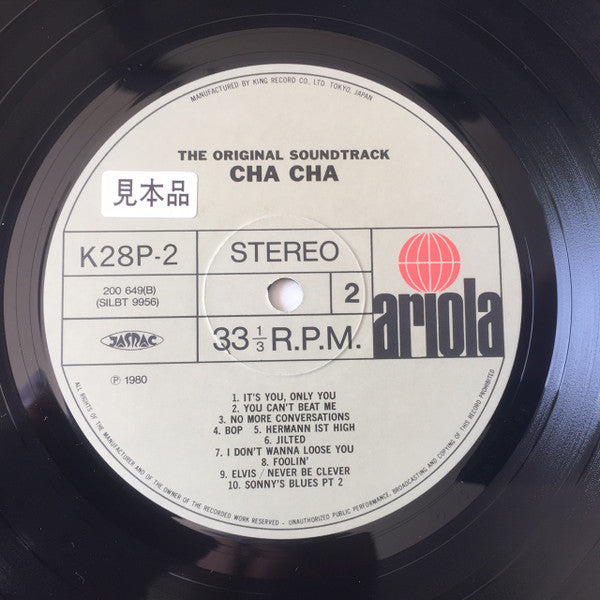 MANUFACTURED BY KING RECORD CO., LTD. TOKYO, JAPAN
THE ORIGINAL SOUNDTRACK
CHA CHA
見本品
K28P-2
STEREO
200 649(B)
(SILBT 9956)
2
ariola
JASRAC
33 1/3 R.P.M.
Ⓟ 1980
1. IT'S YOU, ONLY YOU
2. YOU CAN'T BEAT ME
3. NO MORE CONVERSATIONS
4. BOP 5. HERMANN IST HIGH
6. JILTED
7. I DON'T WANNA LOOSE YOU
8. FOOLIN'
9. ELVIS / NEVER BE CLEVER
10. SONNY'S BLUES PT 2
ALL RIGHTS OF THE MANUFACTURER AND OF THE OWNER OF THE RECORDED WORK RESERVED - UNAUTHORIZED PUBLIC PERFORMANCE, BROADCASTING AND COPYING OF THIS RECORD PROHIBITED